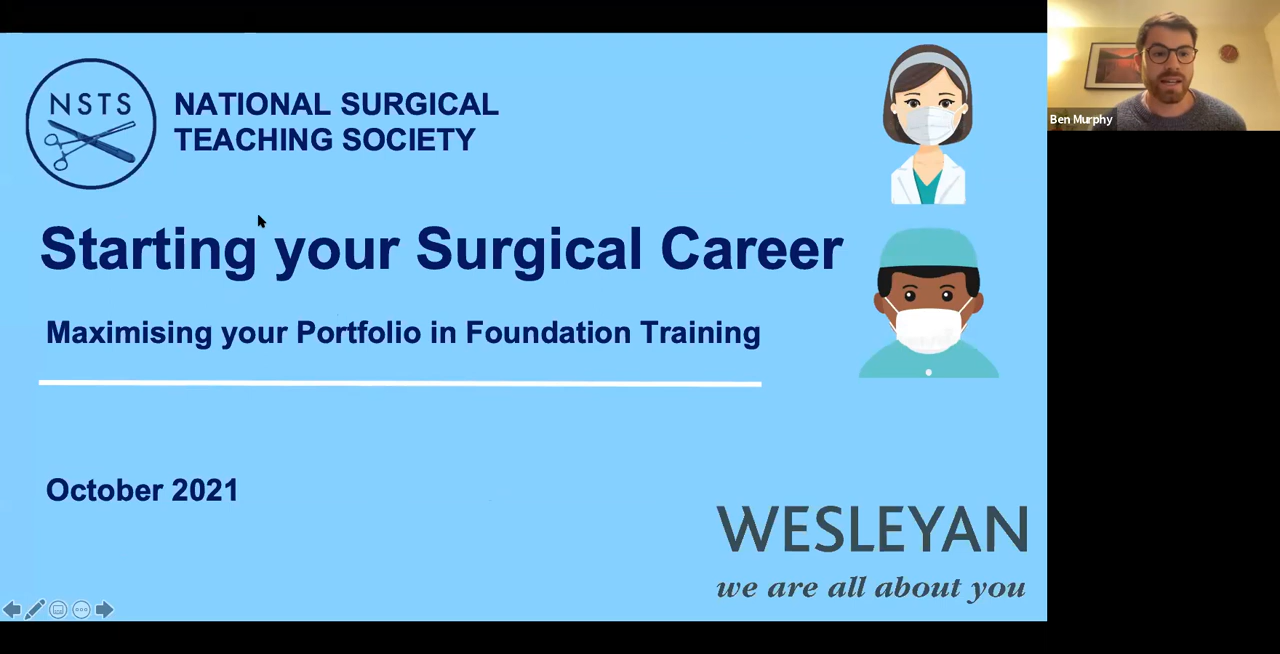 NSTS
NATIONAL SURGICAL
TEACHING SOCIETY
Starting your Surgical Career
Maximising your Portfolio in Foundation Training
October 2021
WESLEYAN
we are all about you
Ben Murphy